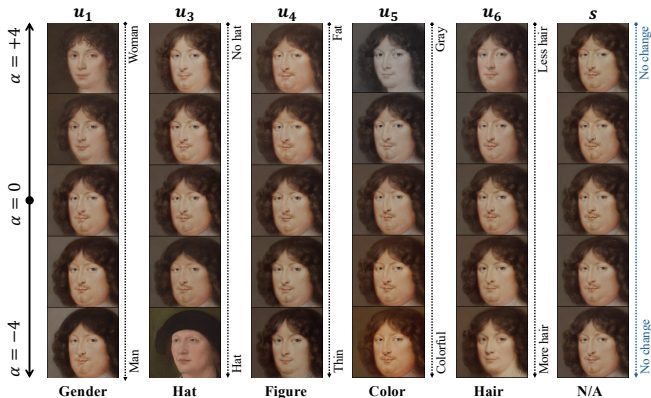 u₁ u₃ u₄ u₅ u₆ s
α = +4
α = 0
α = −4
Woman
Man
No hat
Hat
Fat
Thin
Gray
Colorful
Less hair
More hair
No change
No change
Gender Hat Figure Color Hair N/A